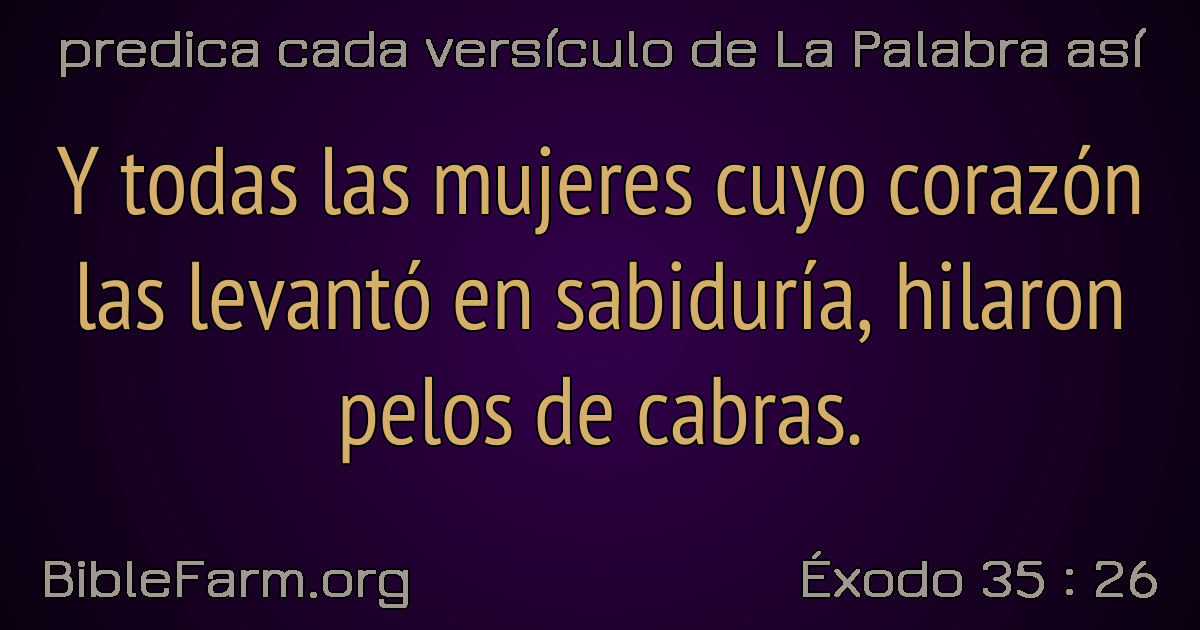 predica cada versículo de La Palabra así
Y todas las mujeres cuyo corazón
las levantó en sabiduría, hilaron
pelos de cabras.
BibleFarm.org
Éxodo 35 : 26